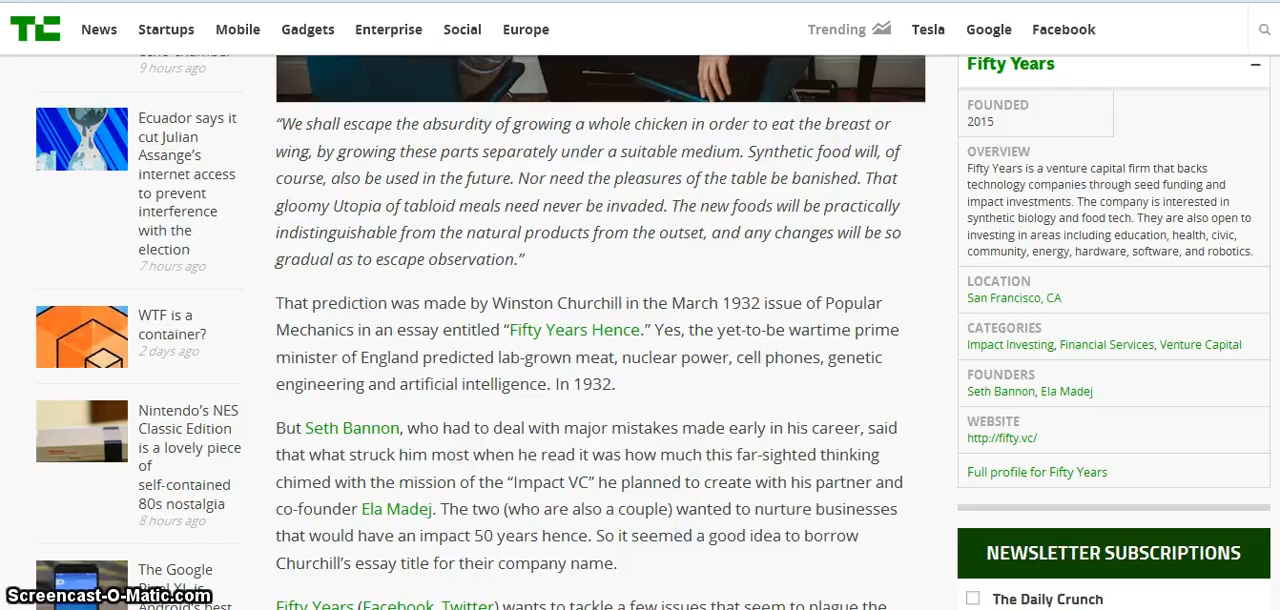 TC News Startups Mobile Gadgets Enterprise Social Europe Trending Tesla Google Facebook
9 hours ago
Ecuador says it
cut Julian
Assange’s
internet access
to prevent
interference
with the
election
7 hours ago
WTF is a
container?
2 days ago
Nintendo’s NES
Classic Edition
is a lovely piece
of
self-contained
80s nostalgia
8 hours ago
The Google
“We shall escape the absurdity of growing a whole chicken in order to eat the breast or
wing, by growing these parts separately under a suitable medium. Synthetic food will, of
course, also be used in the future. Nor need the pleasures of the table be banished. That
gloomy Utopia of tabloid meals need never be invaded. The new foods will be practically
indistinguishable from the natural products from the outset, and any changes will be so
gradual as to escape observation.”
That prediction was made by Winston Churchill in the March 1932 issue of Popular
Mechanics in an essay entitled “Fifty Years Hence.” Yes, the yet-to-be wartime prime
minister of England predicted lab-grown meat, nuclear power, cell phones, genetic
engineering and artificial intelligence. In 1932.
But Seth Bannon, who had to deal with major mistakes made early in his career, said
that what struck him most when he read it was how much this far-sighted thinking
chimed with the mission of the “Impact VC” he planned to create with his partner and
co-founder Ela Madej. The two (who are also a couple) wanted to nurture businesses
that would have an impact 50 years hence. So it seemed a good idea to borrow
Churchill’s essay title for their company name.
Fifty Years (Facebook, Twitter) wants to tackle a few issues that seem to plague the
Fifty Years
FOUNDED
2015
OVERVIEW
Fifty Years is a venture capital firm that backs
technology companies through seed funding and
impact investments. The company is interested in
synthetic biology and food tech. They are also open to
investing in areas including education, health, civic,
community, energy, hardware, software, and robotics.
LOCATION
San Francisco, CA
CATEGORIES
Impact Investing, Financial Services, Venture Capital
FOUNDERS
Seth Bannon, Ela Madej
WEBSITE
http://fifty.vc/
Full profile for Fifty Years
NEWSLETTER SUBSCRIPTIONS
The Daily Crunch
Screencast-O-Matic.com